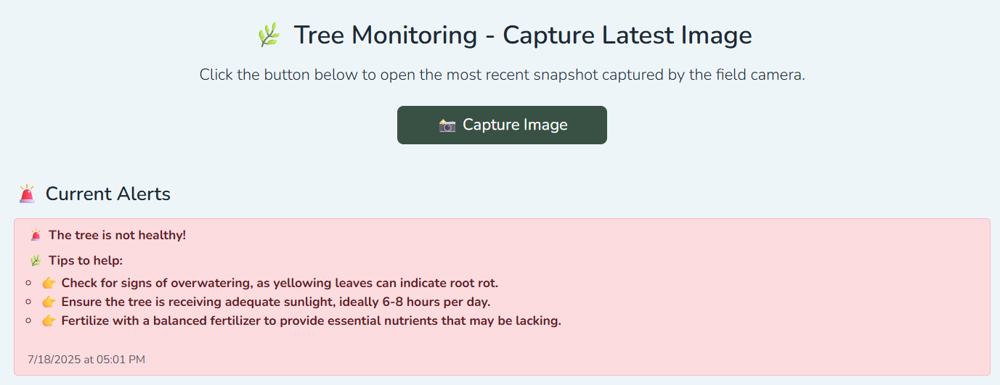 🌿 Tree Monitoring - Capture Latest Image
Click the button below to open the most recent snapshot captured by the field camera.
📸 Capture Image
🚨 Current Alerts
🚨 The tree is not healthy!
🌿 Tips to help:
👉 Check for signs of overwatering, as yellowing leaves can indicate root rot.
👉 Ensure the tree is receiving adequate sunlight, ideally 6-8 hours per day.
👉 Fertilize with a balanced fertilizer to provide essential nutrients that may be lacking.
7/18/2025 at 05:01 PM